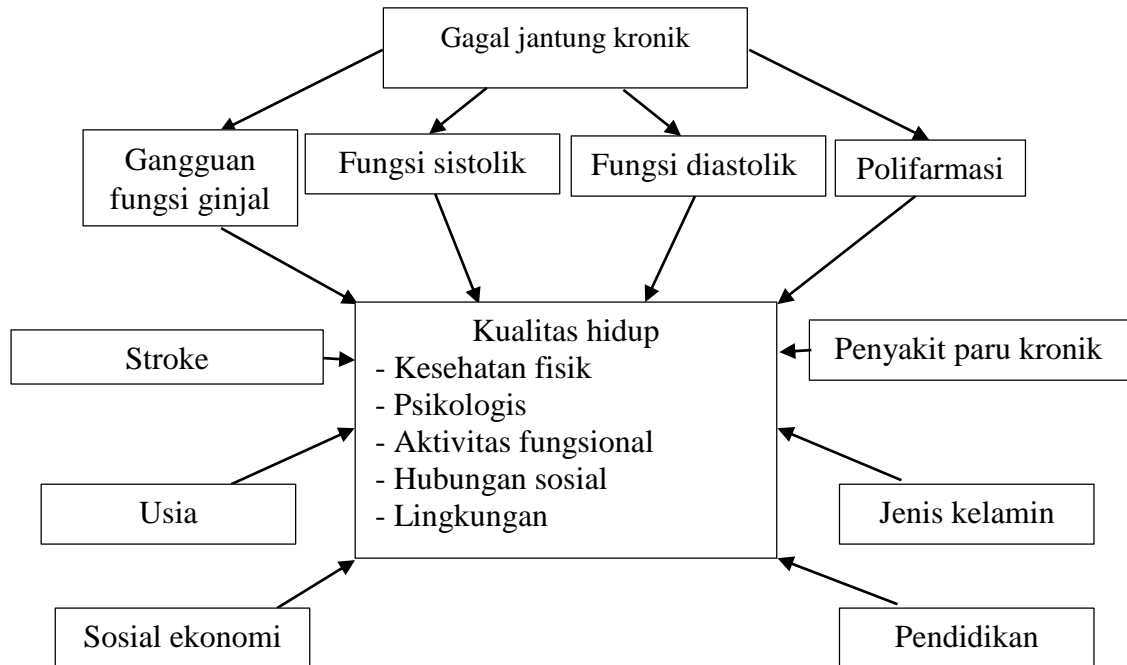 Gagal jantung kronik
Gangguan
fungsi ginjal
Fungsi sistolik
Fungsi diastolik
Polifarmasi
Kualitas hidup
- Kesehatan fisik
- Psikologis
- Aktivitas fungsional
- Hubungan sosial
- Lingkungan
Stroke
Penyakit paru kronik
Usia
Jenis kelamin
Sosial ekonomi
Pendidikan